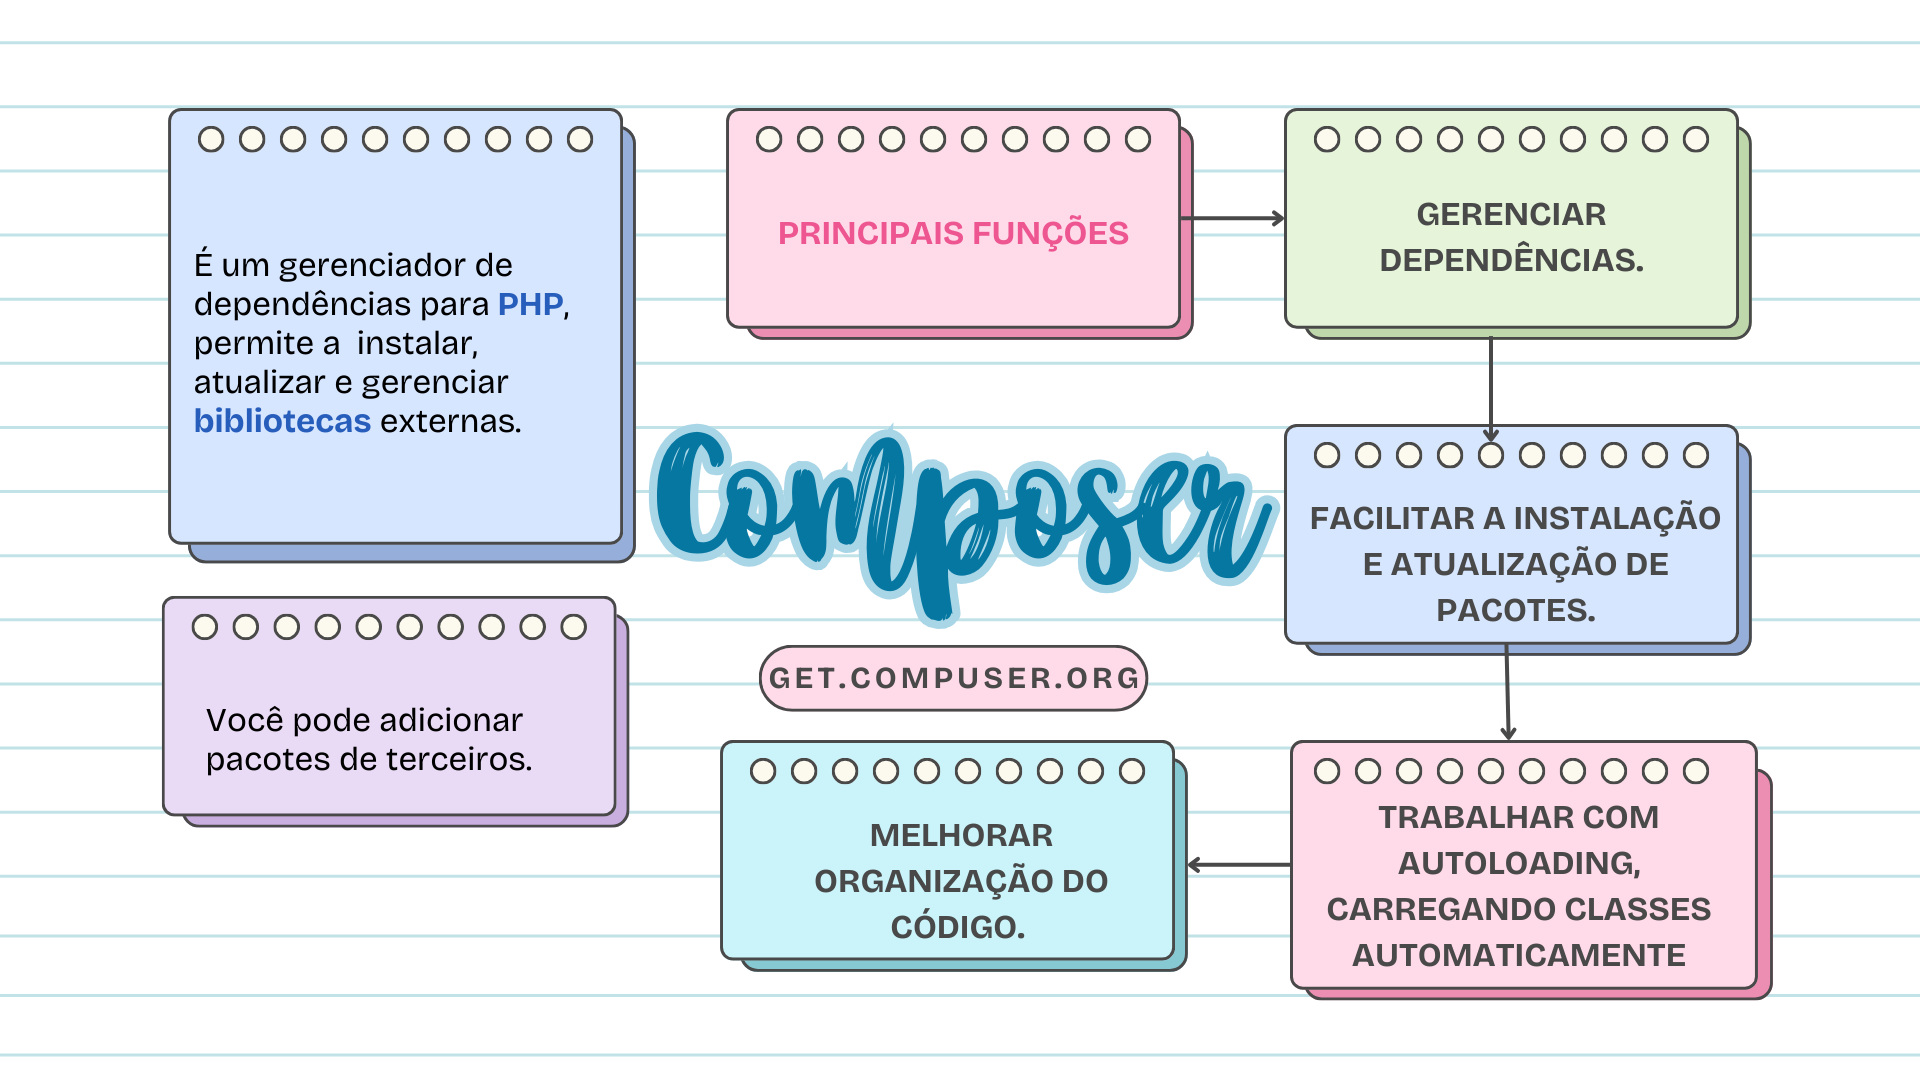 É um gerenciador de
dependências para PHP,
permite a  instalar,
atualizar e gerenciar
bibliotecas externas.
Você pode adicionar
pacotes de terceiros.
Composer
GET.COMPUSER.ORG
PRINCIPAIS FUNÇÕES
GERENCIAR
DEPENDÊNCIAS.
FACILITAR A INSTALAÇÃO
E ATUALIZAÇÃO DE
PACOTES.
TRABALHAR COM
AUTOLOADING,
CARREGANDO CLASSES
AUTOMATICAMENTE
MELHORAR
ORGANIZAÇÃO DO
CÓDIGO.